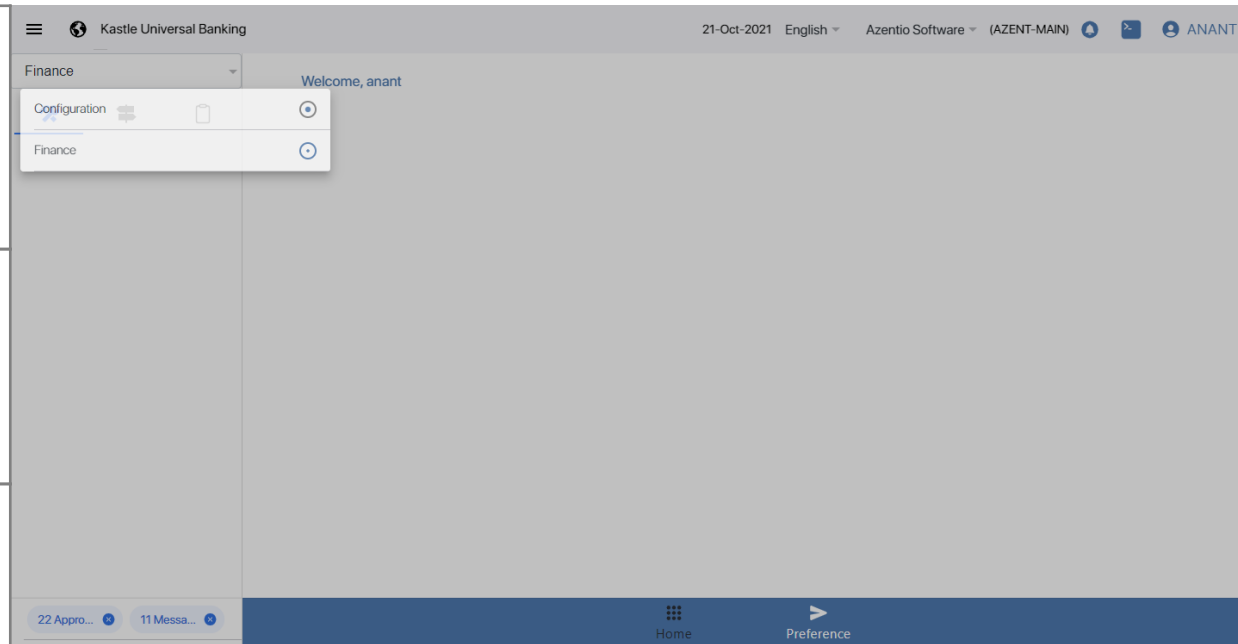 Kastle Universal Banking 21-Oct-2021 English Azentio Software (AZENT-MAIN) ANANT
Finance
Welcome, anant
Configuration
Finance
22 Appro... 11 Messa...
Home Preference